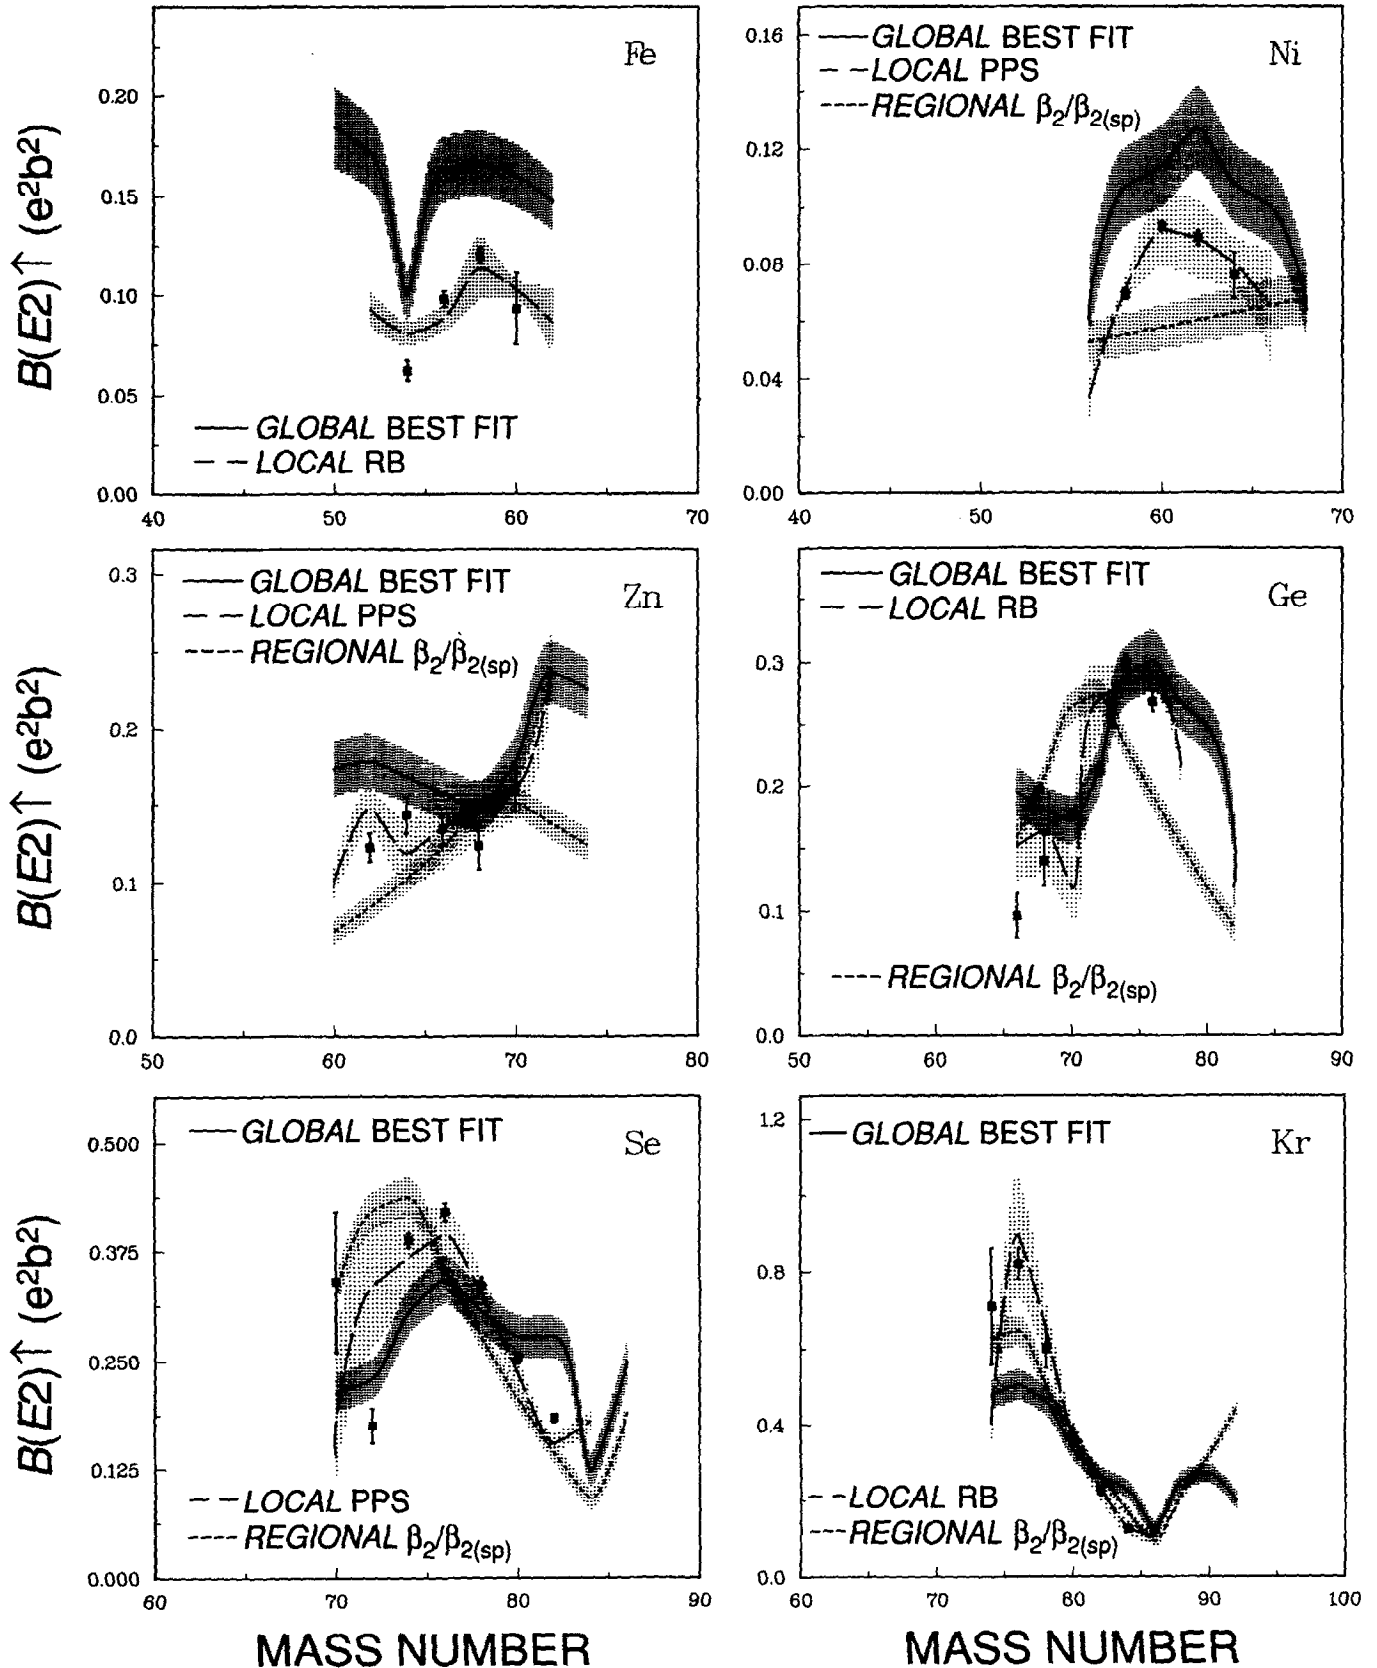 Fe
B(E2)↑ (e²b²)
0.20
0.15
0.10
0.05
0.00
GLOBAL BEST FIT
LOCAL RB
40 50 60 70
GLOBAL BEST FIT
LOCAL PPS
REGIONAL β₂/β₂(sp)
Ni
0.16
0.12
0.08
0.04
0.00
40 50 60 70
GLOBAL BEST FIT
LOCAL PPS
REGIONAL β₂/β₂(sp)
Zn
B(E2)↑ (e²b²)
0.3
0.2
0.1
0.0
50 60 70 80
GLOBAL BEST FIT
LOCAL RB
Ge
0.3
0.2
0.1
0.0
REGIONAL β₂/β₂(sp)
50 60 70 80 90
GLOBAL BEST FIT
Se
B(E2)↑ (e²b²)
0.500
0.375
0.250
0.125
0.000
LOCAL PPS
REGIONAL β₂/β₂(sp)
60 70 80 90
MASS NUMBER
GLOBAL BEST FIT
Kr
1.2
0.8
0.4
0.0
LOCAL RB
REGIONAL β₂/β₂(sp)
60 70 80 90 100
MASS NUMBER